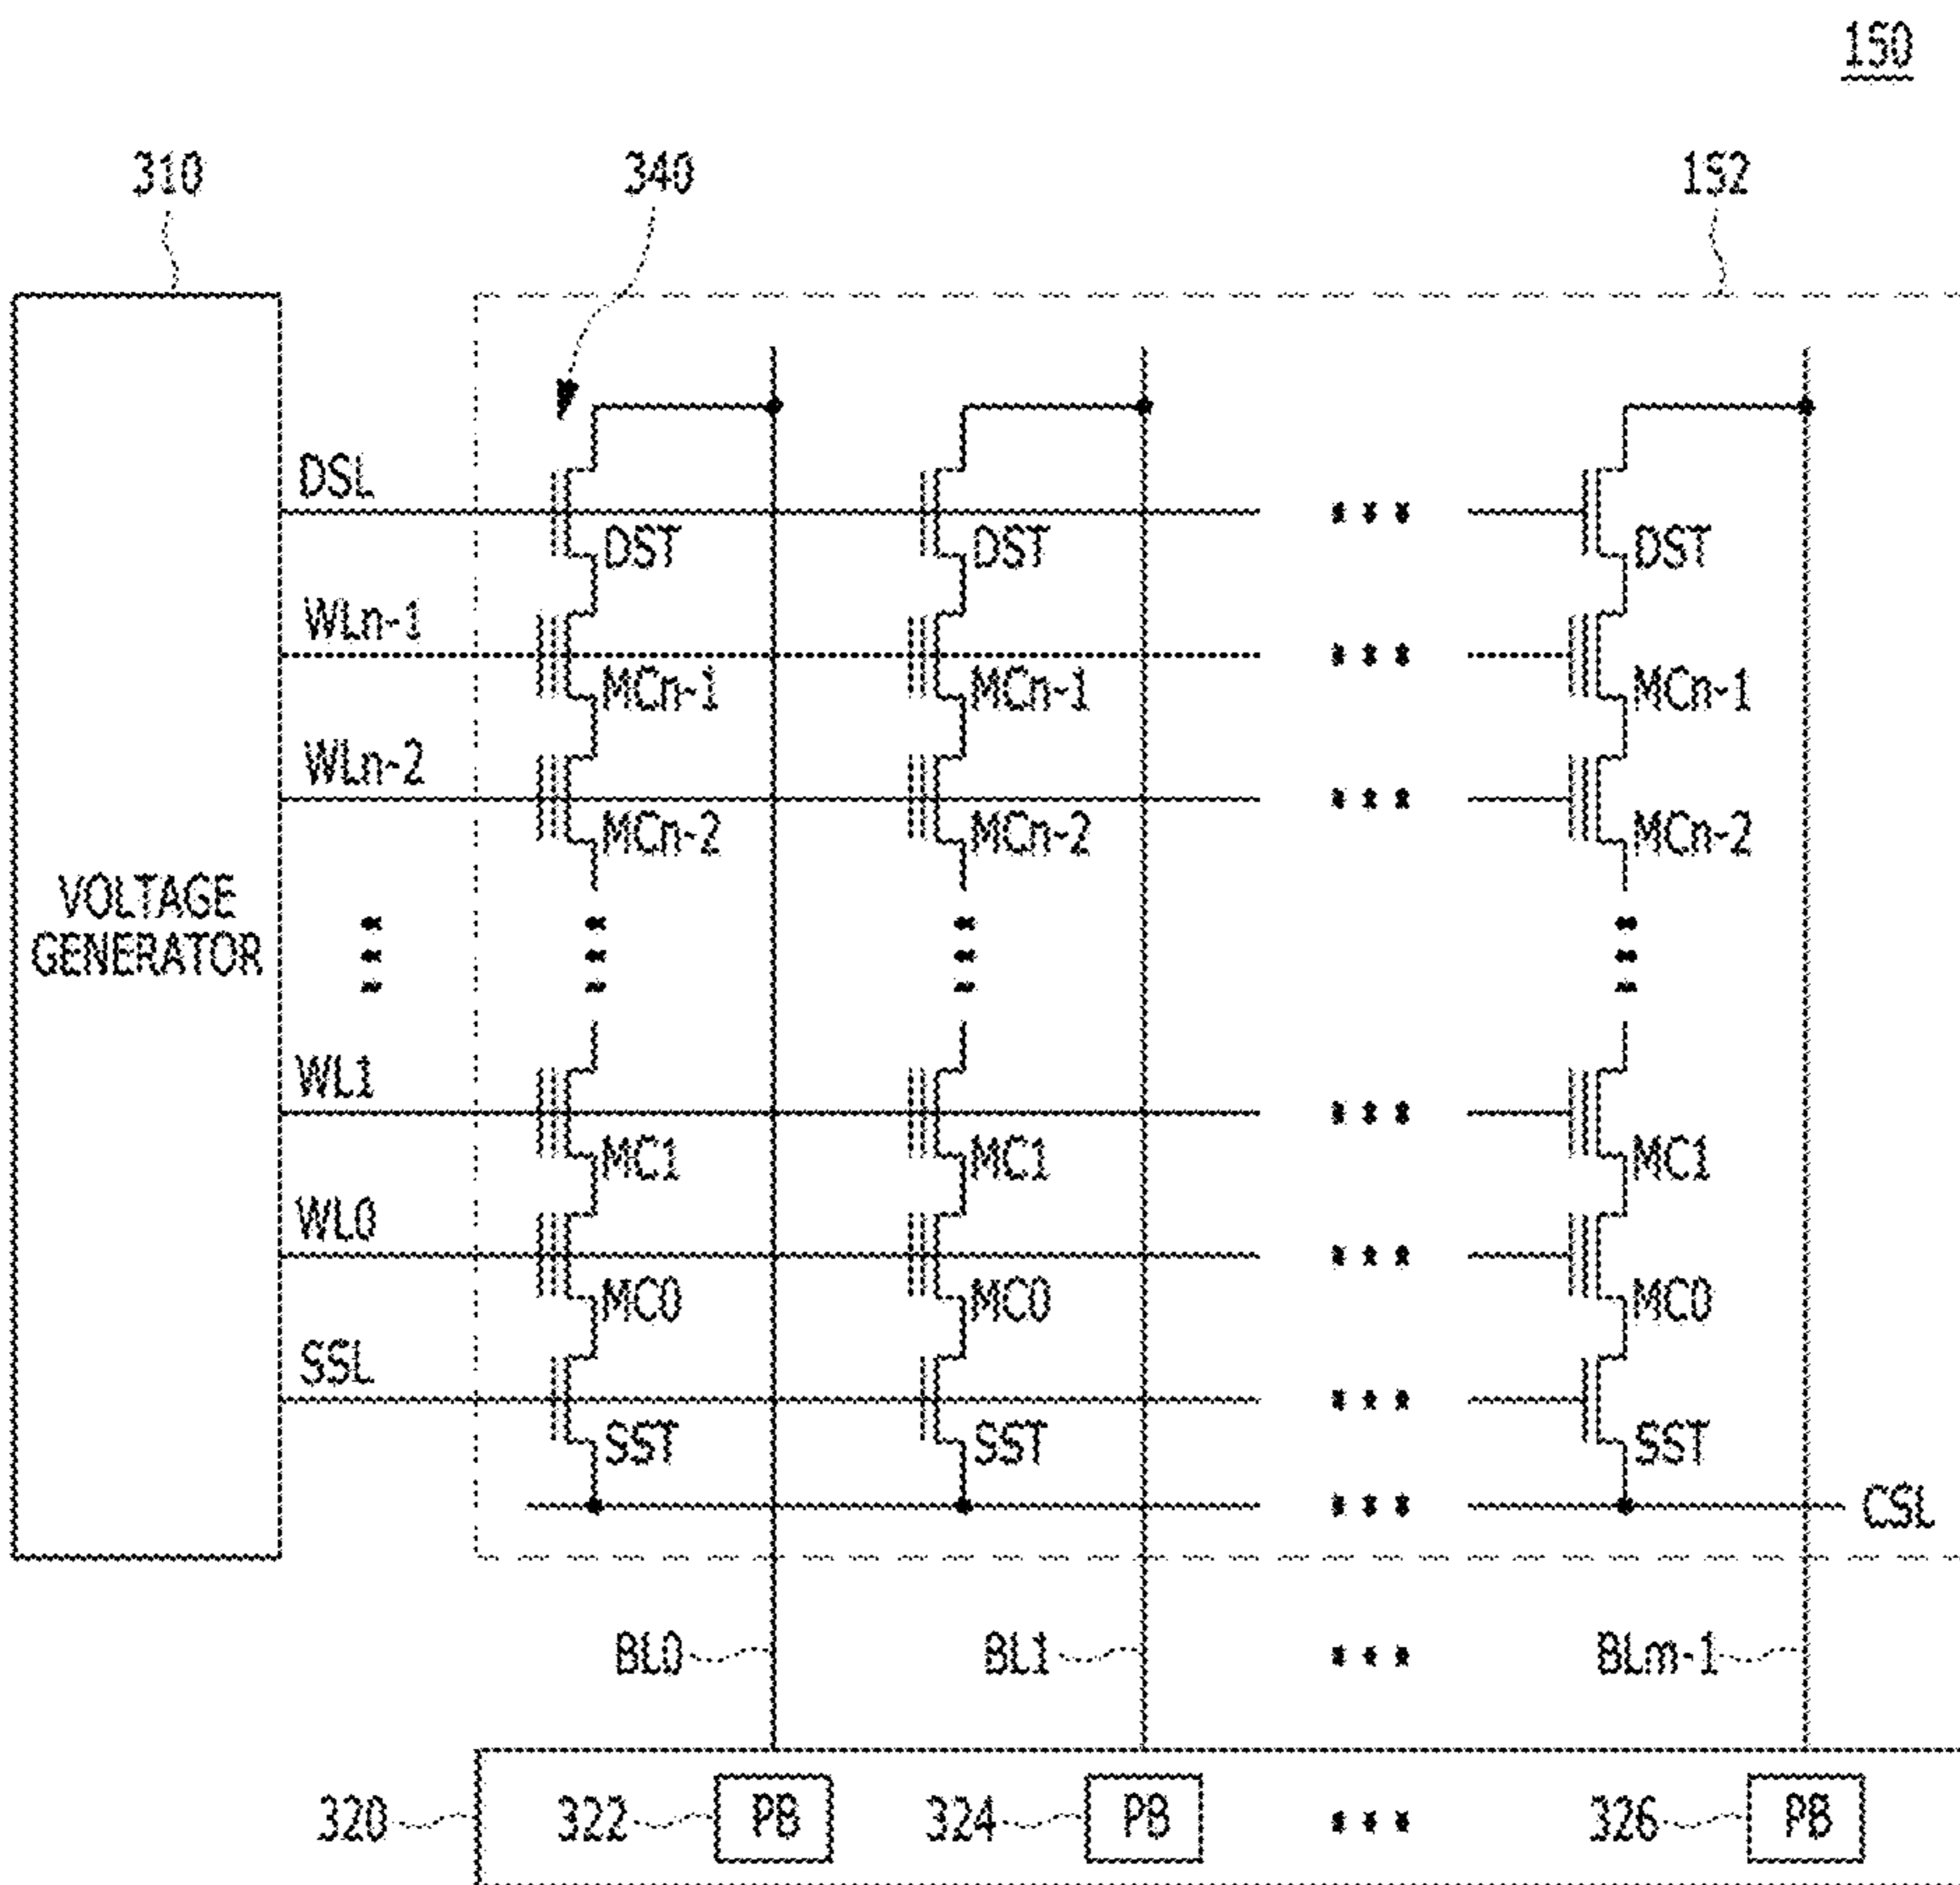 150
310 340 152
DSL
DST DST DST
WLn-1
MCn-1 MCn-1 MCn-1
WLn-2
MCn-2 MCn-2 MCn-2
VOLTAGE
GENERATOR
WL1
MC1 MC1 MC1
WL0
MC0 MC0 MC0
SSL
SST SST SST
CSL
BL0 BL1 BLm-1
320 322 PB 324 PB 326 PB